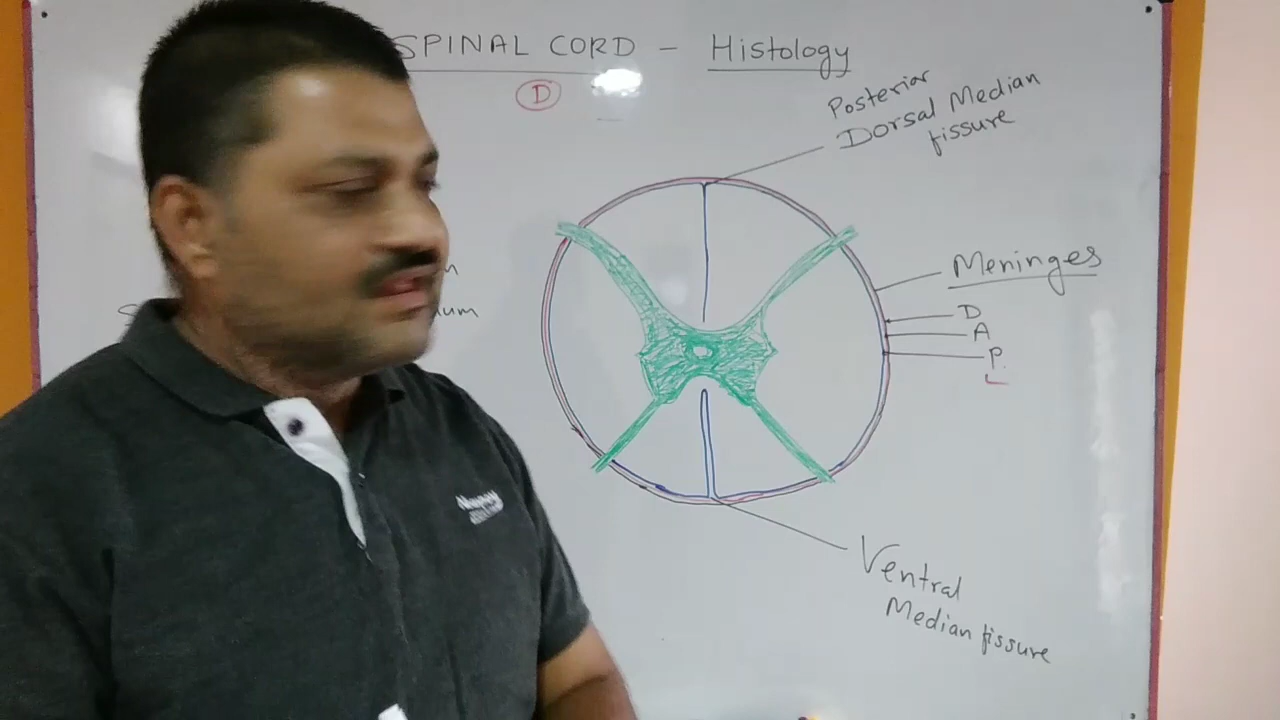 SPINAL CORD - Histology
D
Posterior
Dorsal Median
fissure
Meninges
D
A
P.
Ventral
Median fissure